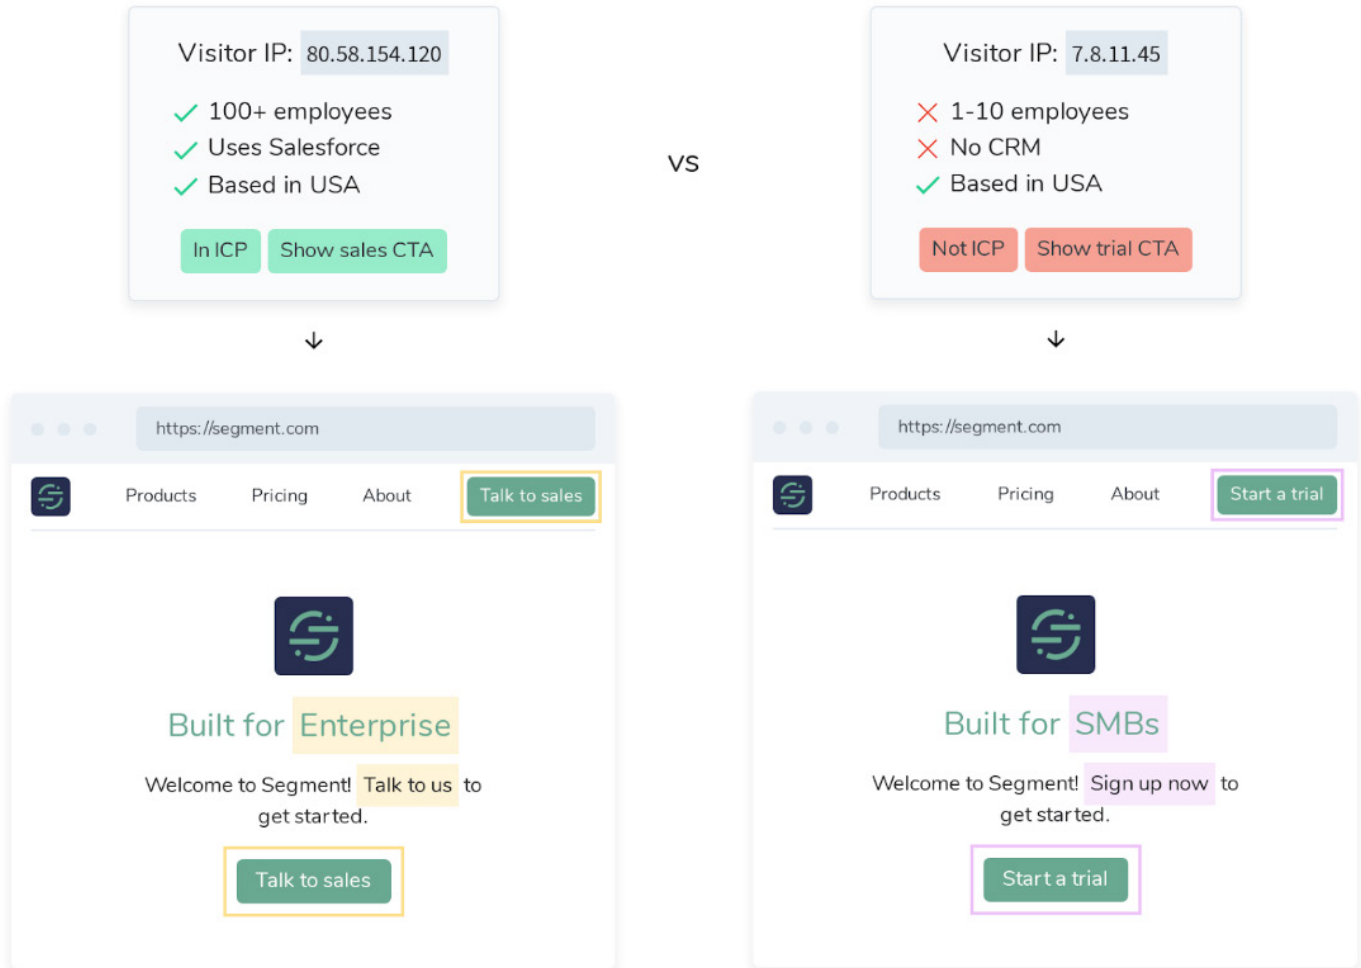 Visitor IP: 80.58.154.120
100+ employees
Uses Salesforce
Based in USA
In ICP
Show sales CTA
vs
Visitor IP: 7.8.11.45
1-10 employees
No CRM
Based in USA
Not ICP
Show trial CTA
https://segment.com
Products
Pricing
About
Talk to sales
Built for Enterprise
Welcome to Segment! Talk to us to
get started.
Talk to sales
https://segment.com
Products
Pricing
About
Start a trial
Built for SMBs
Welcome to Segment! Sign up now to
get started.
Start a trial